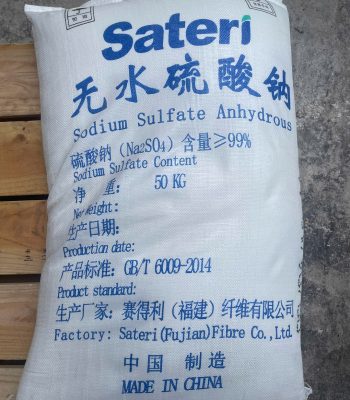 Sateri
无水硫酸钠
Sodium Sulfate Anhydrous
硫酸钠（Na2SO4）含量≥99%
Sodium Sulfate Content
净 重： 50 KG
Net Weight:
生产日期：
Production date:
产品标准：GB/T 6009-2014
Product standard:
生产厂家：赛得利（福建）纤维有限公司
Factory: Sateri(Fujian)Fibre Co.,Ltd.
中国 制造
MADE IN CHINA